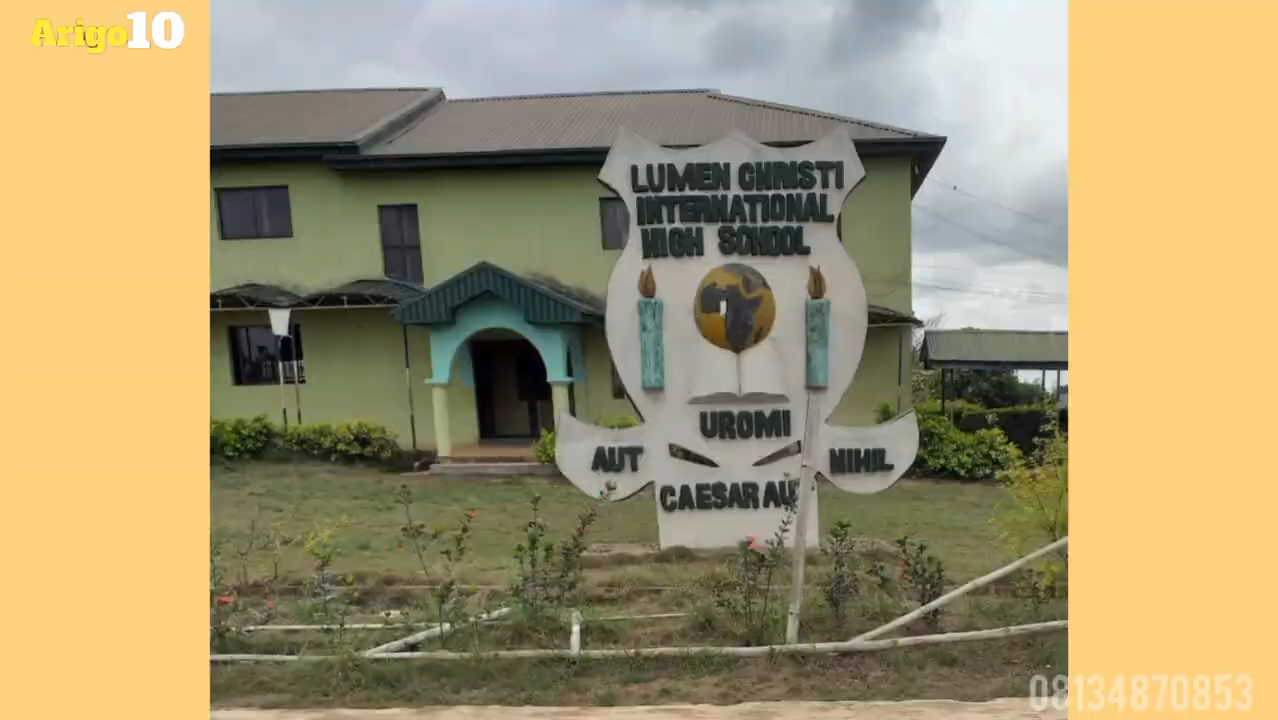 Arigo10
LUMEN CHRISTI
INTERNATIONAL
HIGH SCHOOL
UROMI
AUT NIHIL
CAESAR AUT
08134870853